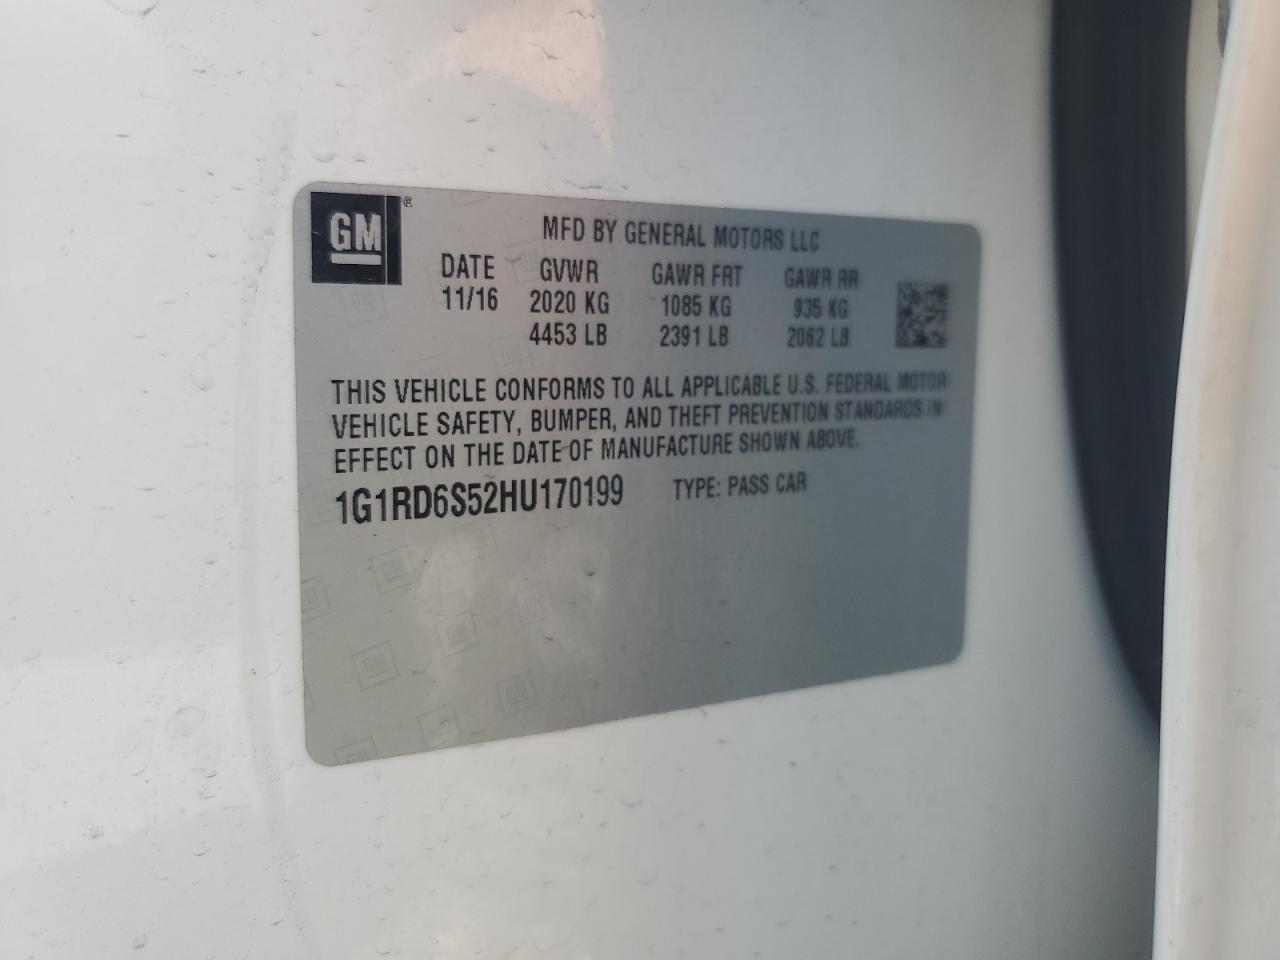 GM ®
MFD BY GENERAL MOTORS LLC
DATE GVWR GAWR FRT GAWR RR
11/16 2020 KG 1085 KG 935 KG
4453 LB 2391 LB 2062 LB
THIS VEHICLE CONFORMS TO ALL APPLICABLE U.S. FEDERAL MOTOR
VEHICLE SAFETY, BUMPER, AND THEFT PREVENTION STANDARDS IN
EFFECT ON THE DATE OF MANUFACTURE SHOWN ABOVE.
1G1RD6S52HU170199 TYPE: PASS CAR